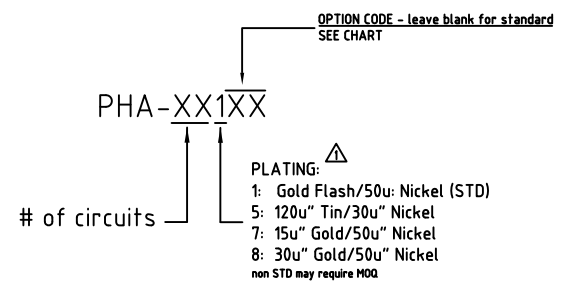 OPTION CODE - leave blank for standard
SEE CHART
PHA-XX1XX
1
PLATING:
1: Gold Flash/50u: Nickel (STD)
# of circuits
5: 120u" Tin/30u" Nickel
7: 15u" Gold/50u" Nickel
8: 30u" Gold/50u" Nickel
non STD may require MOQ